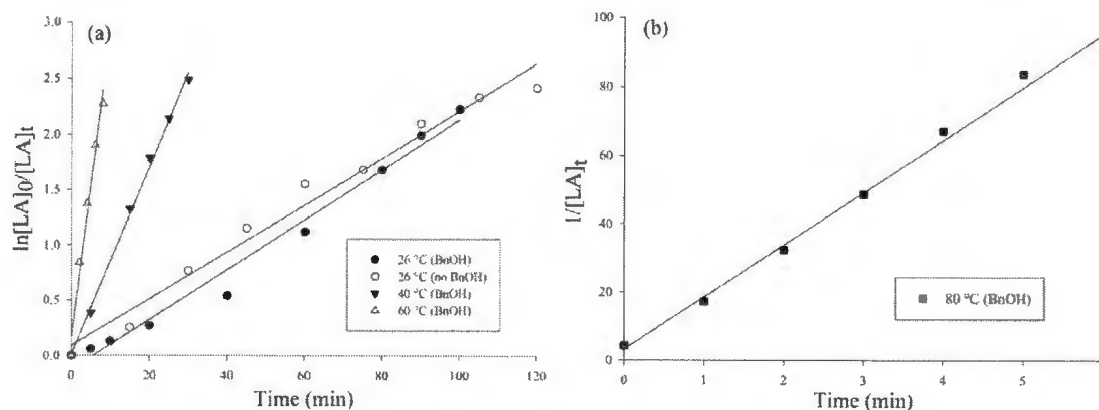 (a)
ln[LA]0/[LA]t
3.0
2.5
2.0
1.5
1.0
0.5
0.0
0
20
40
60
80
100
120
Time (min)
26 °C (BnOH)
26 °C (no BnOH)
40 °C (BnOH)
60 °C (BnOH)
(b)
1/[LA]t
100
80
60
40
20
0
0
1
2
3
4
5
Time (min)
80 °C (BnOH)